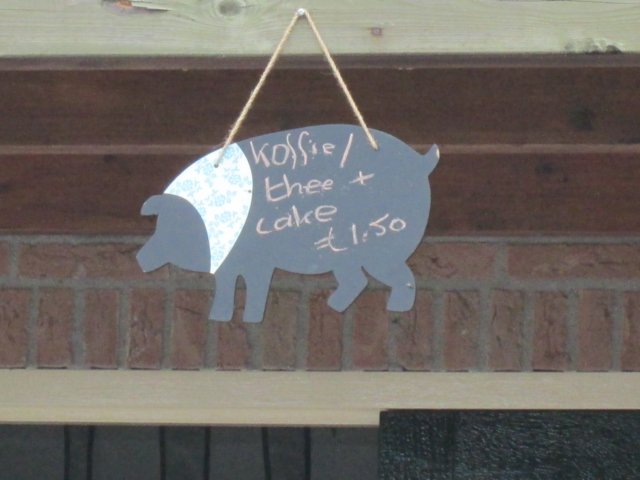 koffie/
thee +
cake
€1.50